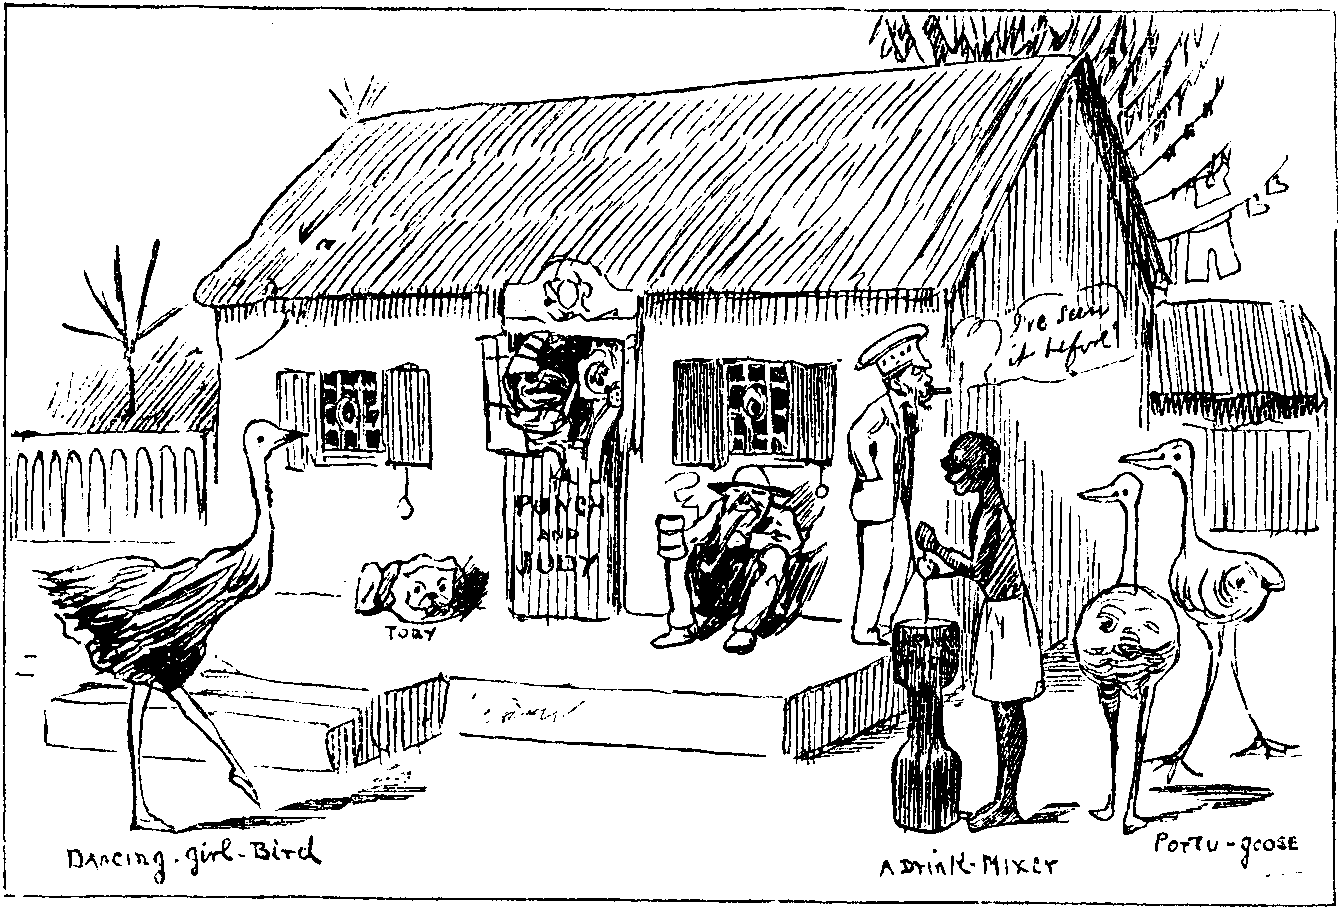 I've seen
it before!
PUNCH
AND
JUDY
TOBY
DANCING-girl-Bird
A Drink-Mixer
PORTU-gOOSE